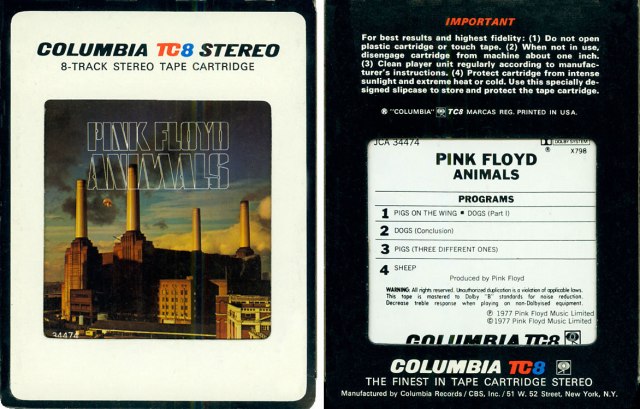 COLUMBIA TC8 STEREO
8-TRACK STEREO TAPE CARTRIDGE
PINK FLOYD
ANIMALS
34474
IMPORTANT
For best results and highest fidelity: (1) Do not open
plastic cartridge or touch tape. (2) When not in use,
disengage cartridge from machine about one inch.
(3) Clean player unit regularly according to manufac-
turer's instructions. (4) Protect cartridge from intense
sunlight and extreme heat or cold. Use this specially de-
signed slipcase to store and protect the tape cartridge.
® "COLUMBIA" TC8 MARCAS REG. PRINTED IN U.S.A.
JCA 34474
DOLBY SYSTEM
®
X798
PINK FLOYD
ANIMALS
PROGRAMS
1 PIGS ON THE WING ▪ DOGS (Part I)
2 DOGS (Conclusion)
3 PIGS (THREE DIFFERENT ONES)
4 SHEEP
Produced by Pink Floyd
WARNING: All rights reserved. Unauthorized duplication is a violation of applicable laws.
This tape is mastered to Dolby "B" standards for noise reduction.
Decrease treble response when playing on non-Dolbyised equipment.
℗ 1977 Pink Floyd Music Limited
© 1977 Pink Floyd Music Limited
COLUMBIA TC8
COLUMBIA TC8
THE FINEST IN TAPE CARTRIDGE STEREO
Manufactured by Columbia Records / CBS, Inc. / 51 W. 52 Street, New York, N.Y.